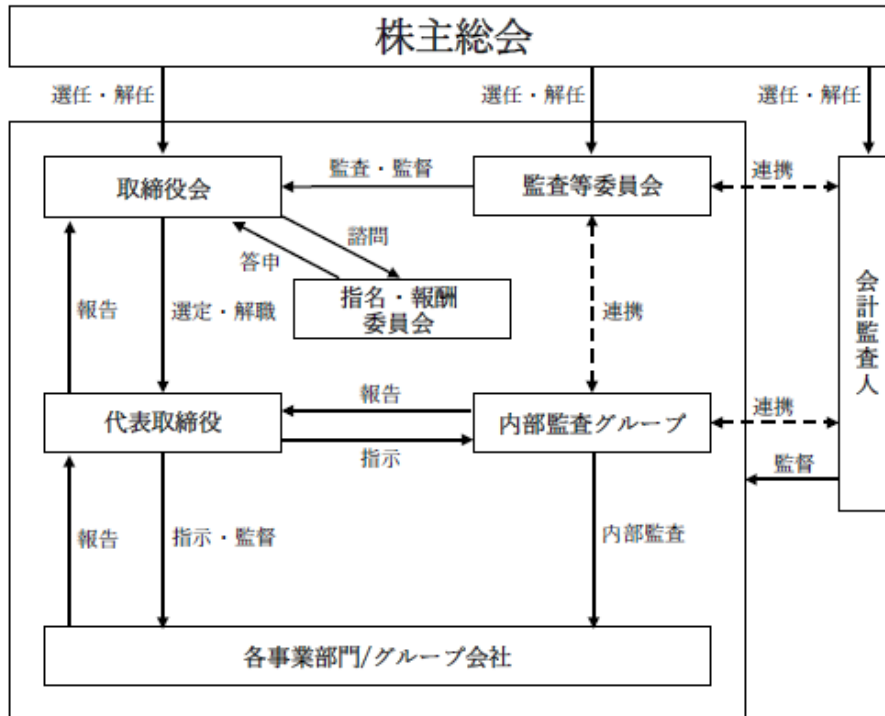 株主総会
選任・解任
選任・解任
選任・解任
取締役会
監査・監督
監査等委員会
連携
諮問
答申
指名・報酬
委員会
会計監査人
報告
選定・解職
連携
代表取締役
報告
指示
内部監査グループ
連携
監督
報告
指示・監督
内部監査
各事業部門/グループ会社